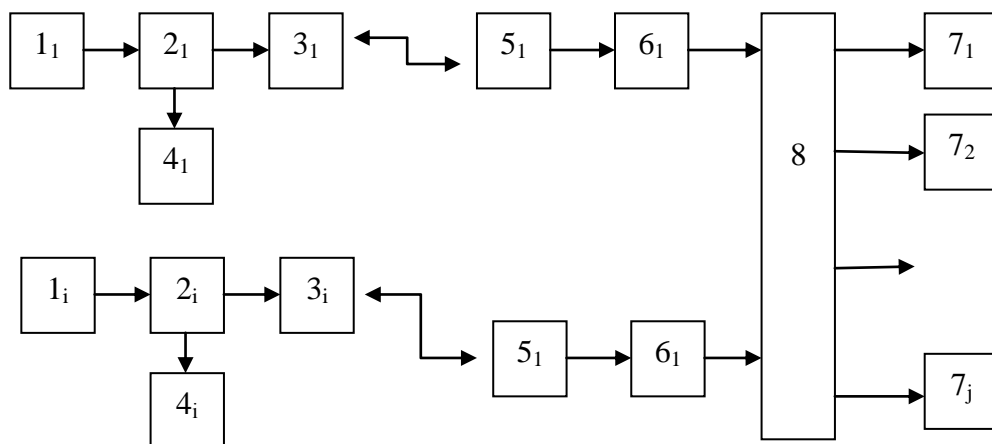 1₁ 2₁ 3₁ 5₁ 6₁ 7₁
4₁ 8 7₂
1ᵢ 2ᵢ 3ᵢ
5₁ 6₁ 7ⱼ
4ᵢ